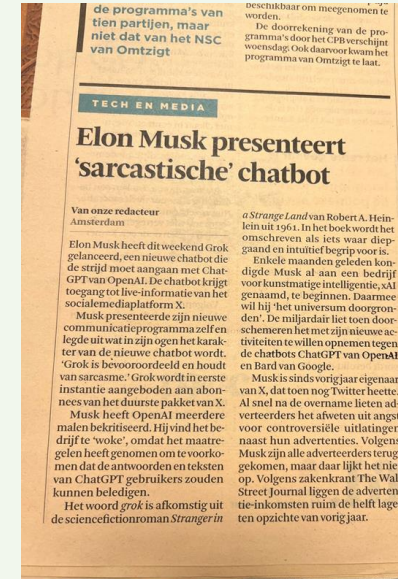 de programma's van
tien partijen, maar
niet dat van het NSC
van Omtzigt
beschikbaar om meegenomen te
worden.
De doorrekening van de pro-
gramma's door het CPB verschijnt
woensdag. Ook daarvoor kwam het
programma van Omtzigt te laat.
TECH EN MEDIA
Elon Musk presenteert
'sarcastische' chatbot
Van onze redacteur
Amsterdam
Elon Musk heeft dit weekend Grok
gelanceerd, een nieuwe chatbot die
de strijd moet aangaan met Chat-
GPT van OpenAI. De chatbot krijgt
toegang tot live-informatie van het
socialemediaplatform X.
Musk presenteerde zijn nieuwe
communicatieprogramma zelf en
legde uit wat in zijn ogen het karak-
ter van de nieuwe chatbot wordt.
'Grok is bevooroordeeld en houdt
van sarcasme.' Grok wordt in eerste
instantie aangeboden aan abon-
nees van het duurste pakket van X.
Musk heeft OpenAI meerdere
malen bekritiseerd. Hij vind het be-
drijf te 'woke', omdat het maatre-
gelen heeft genomen om te voorko-
men dat de antwoorden en teksten
van ChatGPT gebruikers zouden
kunnen beledigen.
Het woord grok is afkomstig uit
de sciencefictionroman Stranger in
a Strange Land van Robert A. Hein-
lein uit 1961. In het boek wordt het
omschreven als iets waar diep-
gaand en intuïtief begrip voor is.
Enkele maanden geleden kon-
digde Musk al aan een bedrijf
voor kunstmatige intelligentie, xAI
genaamd, te beginnen. Daarmee
wil hij 'het universum doorgron-
den'. De miljardair liet toen door-
schemeren het met zijn nieuwe ac-
tiviteiten te willen opnemen tegen
de chatbots ChatGPT van OpenAI
en Bard van Google.
Musk is sinds vorig jaar eigenaar
van X, dat toen nog Twitter heette.
Al snel na de overname lieten ad-
verteerders het afweten uit angst
voor controversiële uitlatingen
naast hun advertenties. Volgens
Musk zijn alle adverteerders terug
gekomen, maar daar lijkt het nie
op. Volgens zakenkrant The Wal
Street Journal liggen de adverten
tie-inkomsten ruim de helft lage
ten opzichte van vorig jaar.